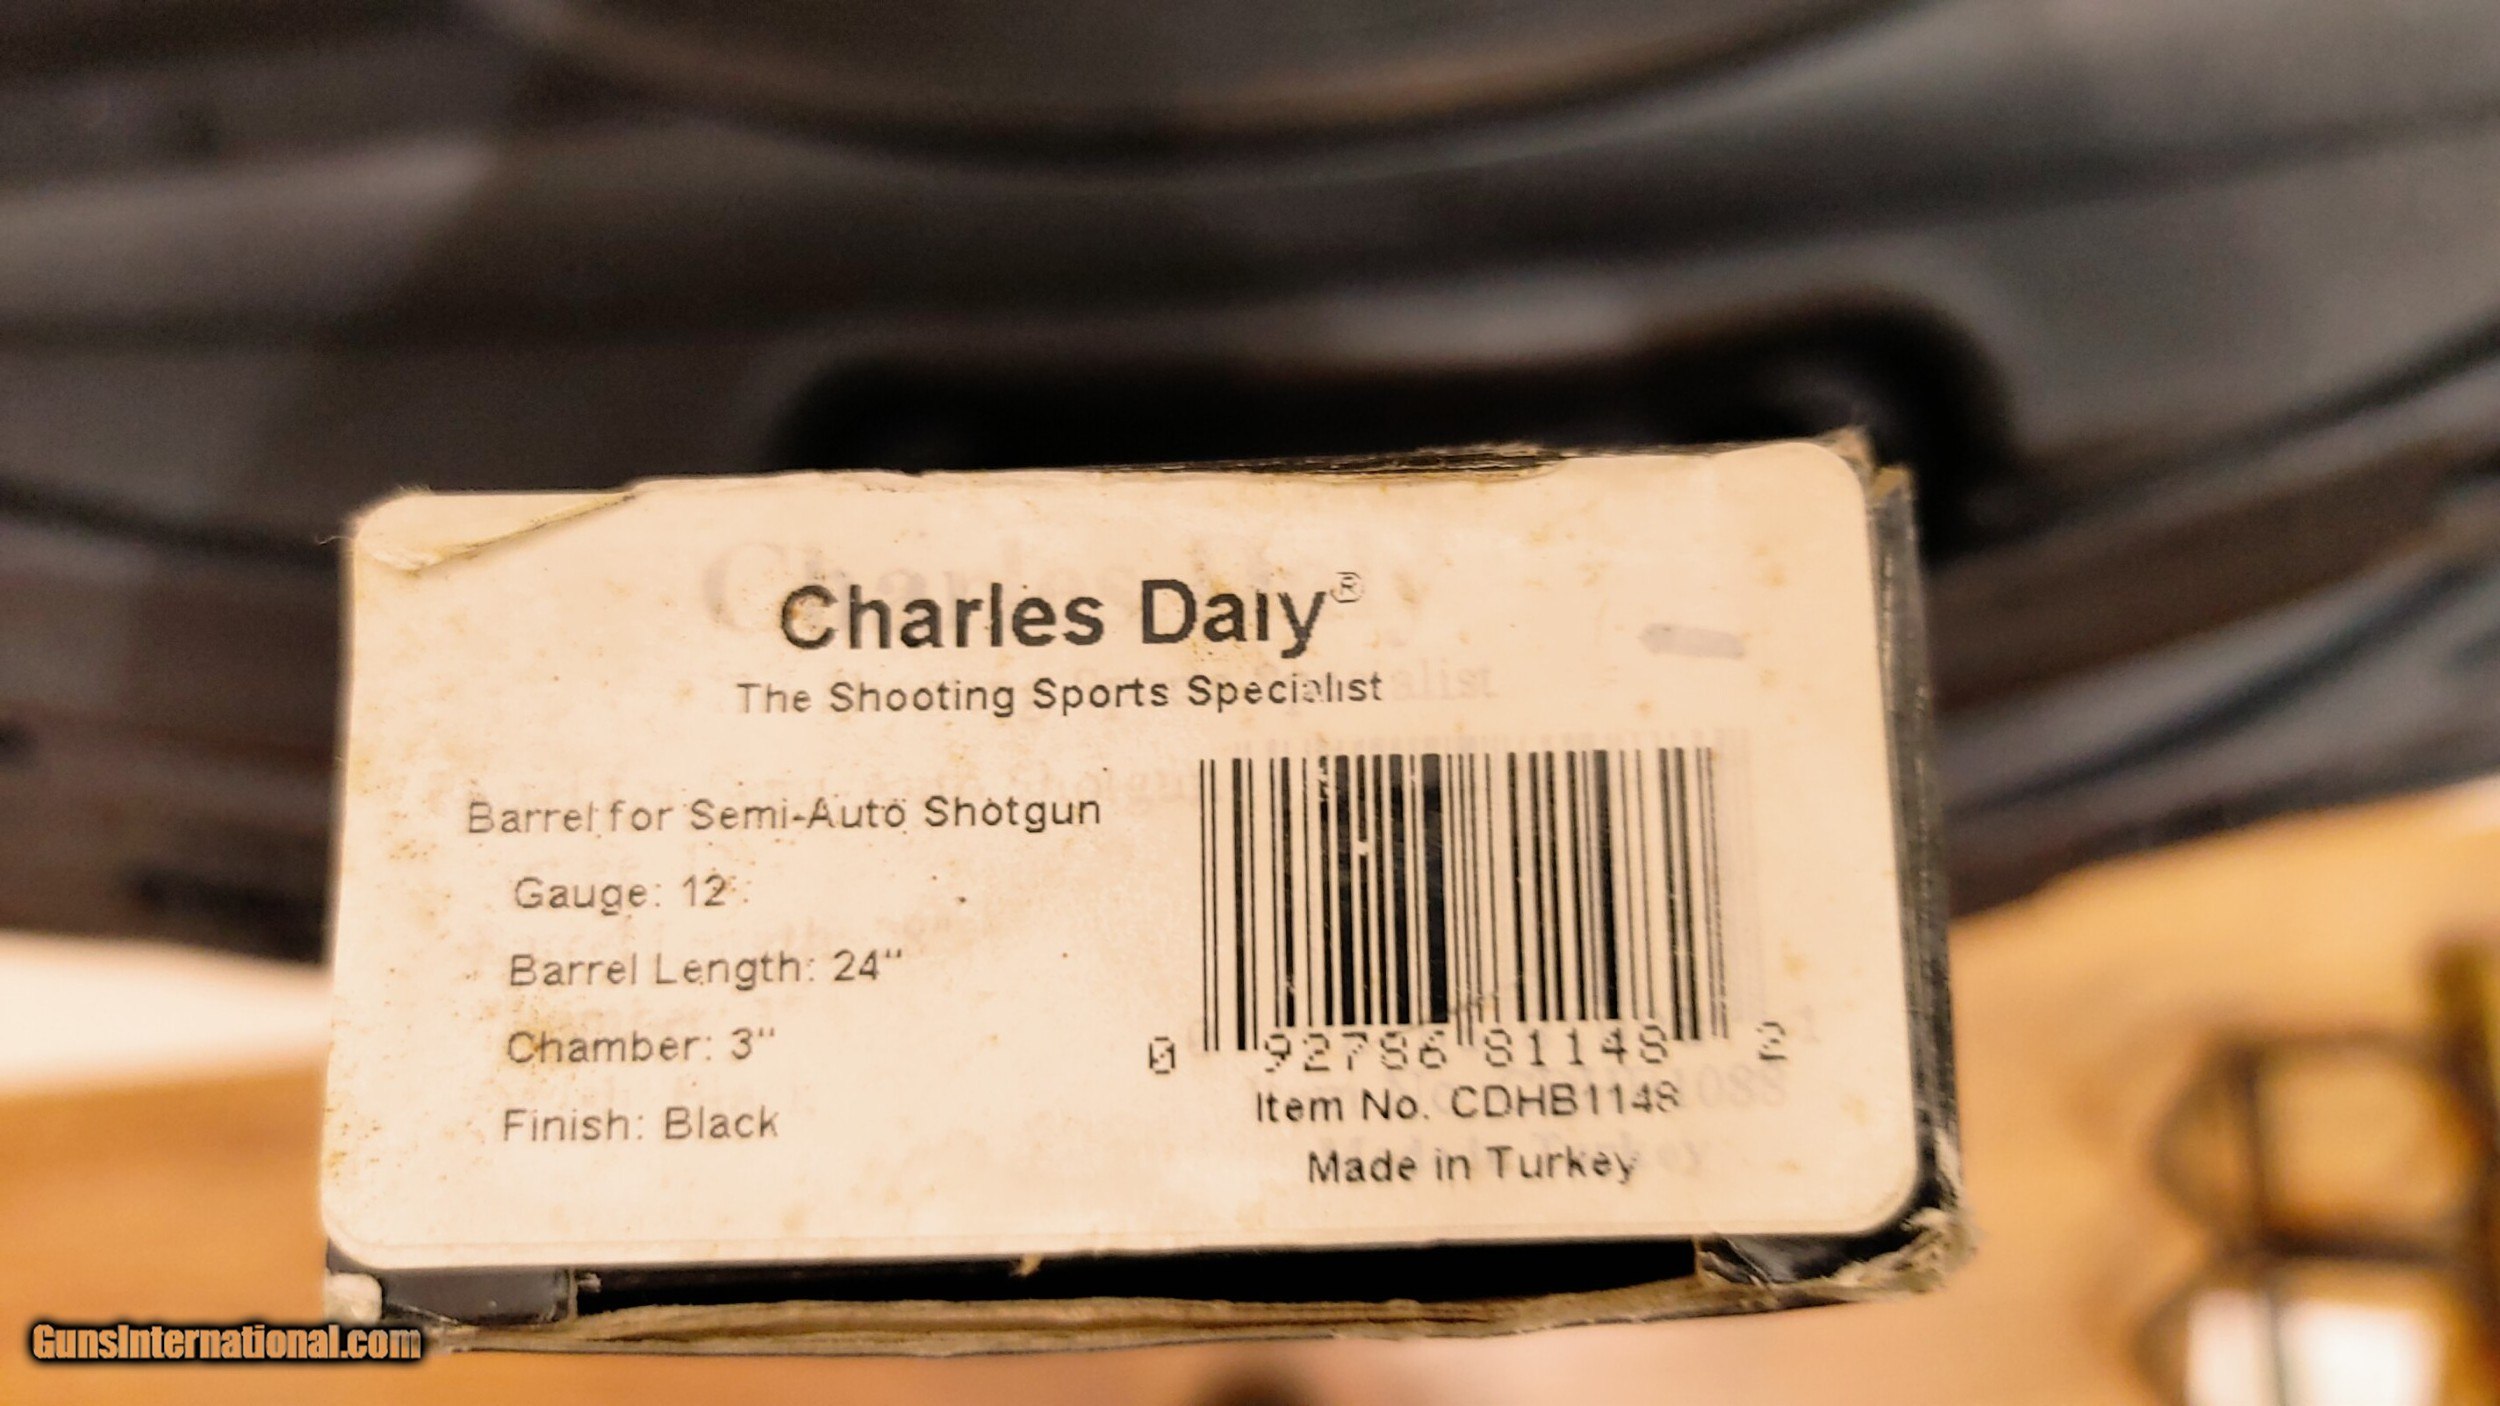 Charles Daly®
The Shooting Sports Specialist
Barrel for Semi-Auto Shotgun
Gauge: 12
Barrel Length: 24"
Chamber: 3"
Finish: Black
0 92786 81148 2
Item No. CDHB1148
Made in Turkey
GunsInternational.com